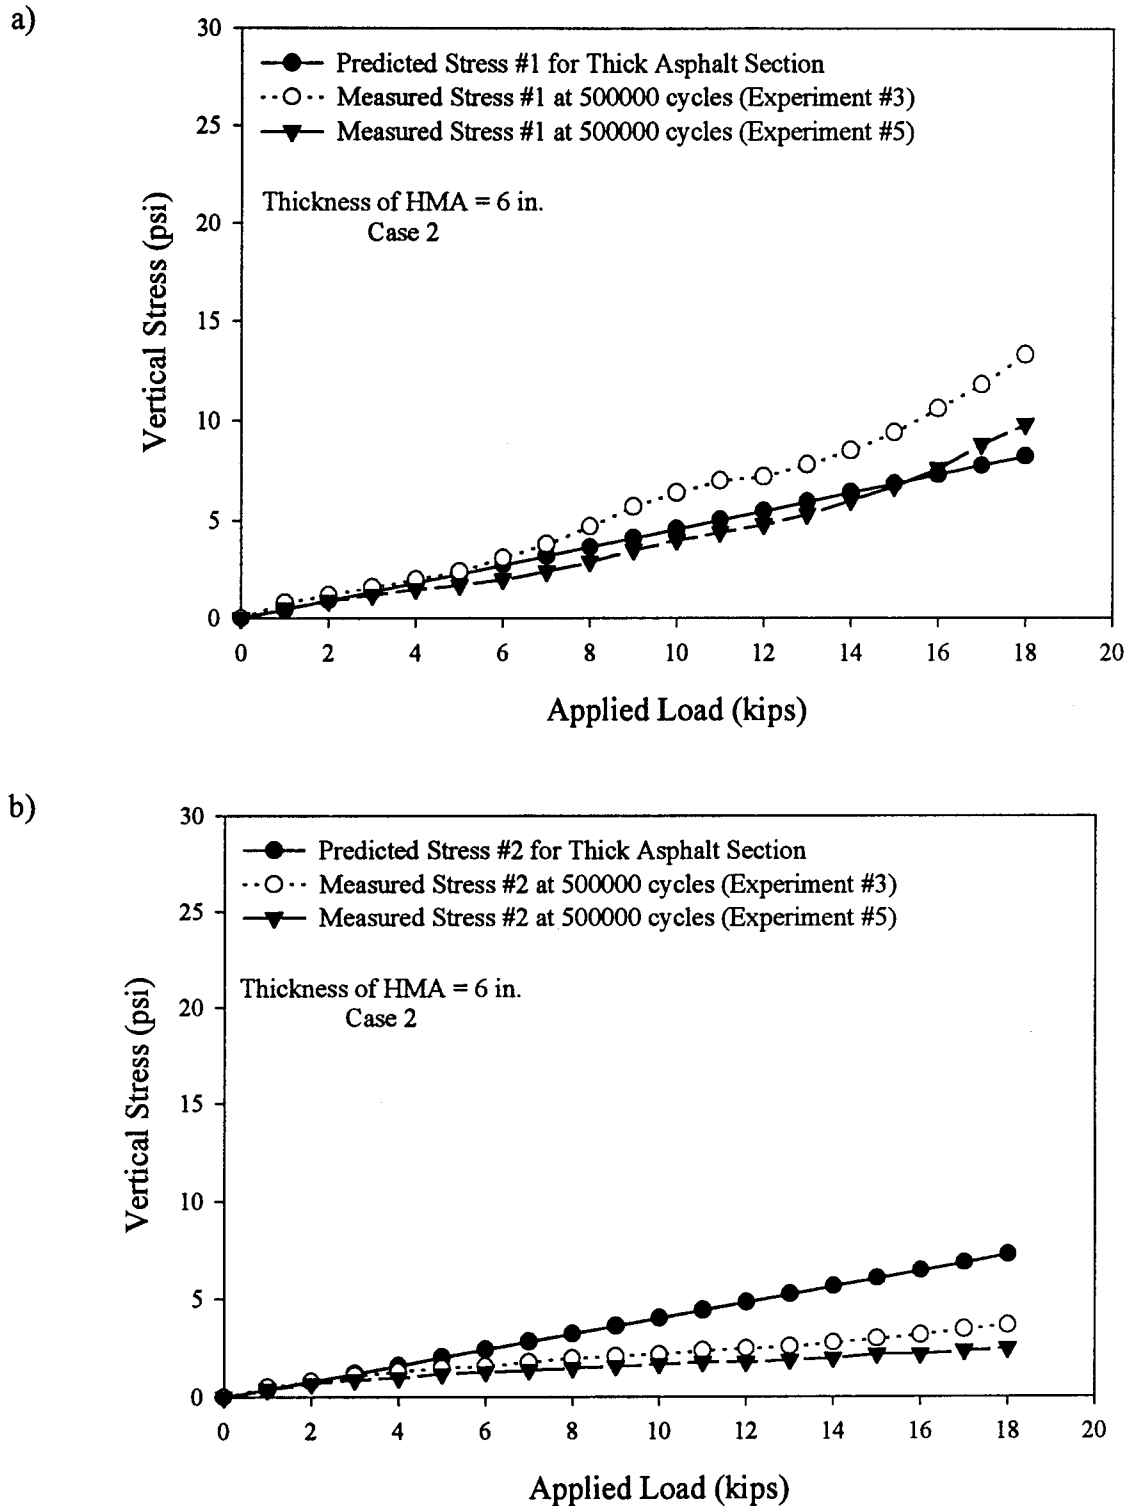 a)
30
25
20
15
10
5
0
Vertical Stress (psi)
Predicted Stress #1 for Thick Asphalt Section
Measured Stress #1 at 500000 cycles (Experiment #3)
Measured Stress #1 at 500000 cycles (Experiment #5)
Thickness of HMA = 6 in.
Case 2
0 2 4 6 8 10 12 14 16 18 20
Applied Load (kips)
b)
30
25
20
15
10
5
0
Vertical Stress (psi)
Predicted Stress #2 for Thick Asphalt Section
Measured Stress #2 at 500000 cycles (Experiment #3)
Measured Stress #2 at 500000 cycles (Experiment #5)
Thickness of HMA = 6 in.
Case 2
0 2 4 6 8 10 12 14 16 18 20
Applied Load (kips)